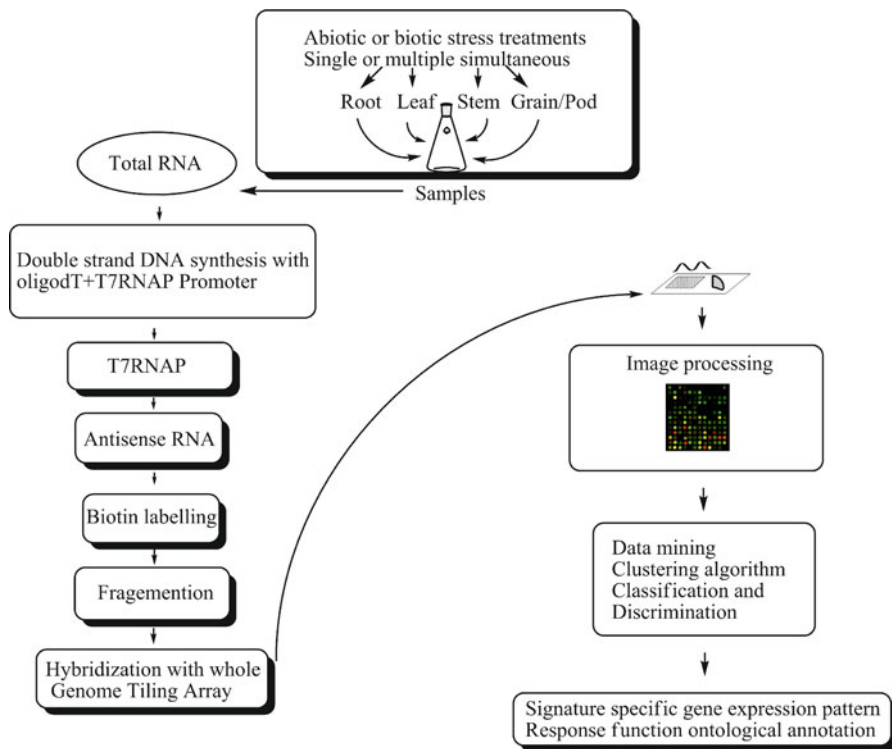 Abiotic or biotic stress treatments
Single or multiple simultaneous
Root Leaf Stem Grain/Pod
Samples
Total RNA
Double strand DNA synthesis with
oligodT+T7RNAP Promoter
T7RNAP
Antisense RNA
Biotin labelling
Fragemention
Hybridization with whole
Genome Tiling Array
Image processing
Data mining
Clustering algorithm
Classification and
Discrimination
Signature specific gene expression pattern
Response function ontological annotation